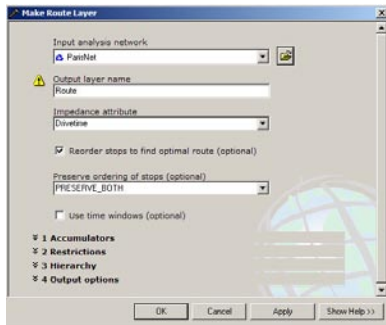 Make Route Layer
Input analysis network
ParisNet
Output layer name
Route
Impedance attribute
Drivetime
Reorder stops to find optimal route (optional)
Preserve ordering of stops (optional)
PRESERVE_BOTH
Use time windows (optional)
1 Accumulators
2 Restrictions
3 Hierarchy
4 Output options
OK
Cancel
Apply
Show Help >>